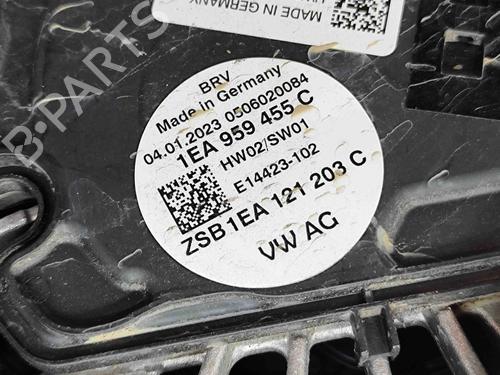 MADE IN GERMANY
B-PARTS
BRV
Made in Germany
04.01.2023 0506020084
1EA 959 455 C
HW02/SW01
E14423-102
ZSB 1EA 121 203 C
VW AG